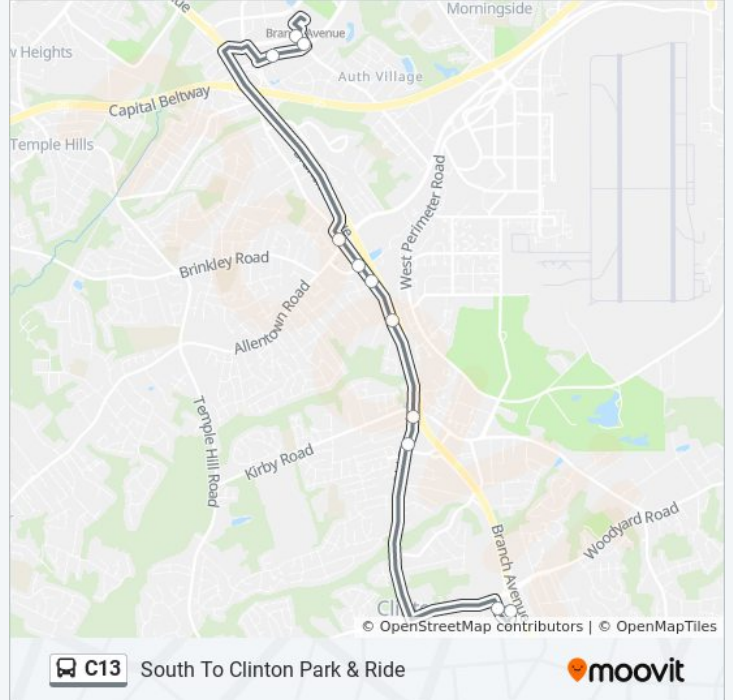 ue
Morningside
Branch Avenue
w Heights
Auth Village
Capital Beltway
Temple Hills
West Perimeter Road
Brinkley Road
Allentown Road
Temple Hill Road
Kirby Road
Woodyard Road
Branch Avenue
© OpenStreetMap contributors | © OpenMapTiles
C13 South To Clinton Park & Ride
moovit